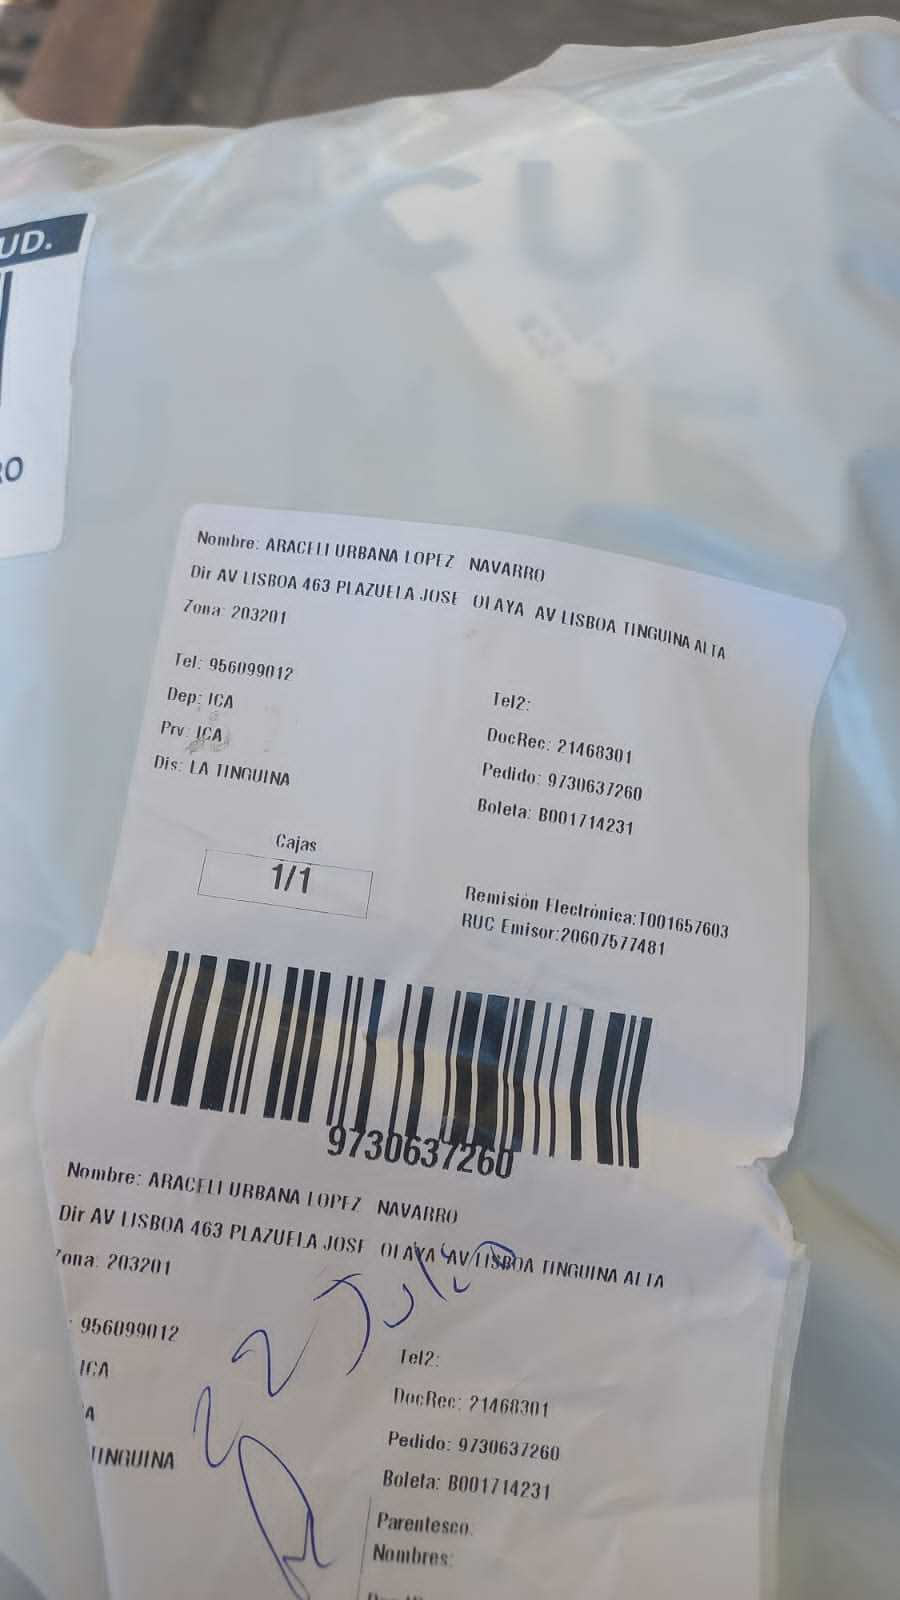 UD.
RO
CU
Nombre: ARACELI URBANA LOPEZ NAVARRO
Dir AV LISBOA 463 PLAZUELA JOSE OLAYA AV LISBOA TINGUINA ALTA
Zona: 203201
Tel: 956099012
Tel2:
Dep: ICA
DocRec: 21468301
Prv: ICA
Pedido: 9730637260
Dis: LA TINGUINA
Boleta: B001714231
Cajas
1/1
Remisión Electrónica:T001657603
RUC Emisor:20607577481
9730637260
Nombre: ARACELI URBANA LOPEZ NAVARRO
Dir AV LISBOA 463 PLAZUELA JOSE OLAYA AV LISBOA TINGUINA ALTA
Zona: 203201
: 956099012
Tel2:
ICA
DocRec: 21468301
A
Pedido: 9730637260
TINGUINA
Boleta: B001714231
22 Julio
Parentesco.
Nombres: